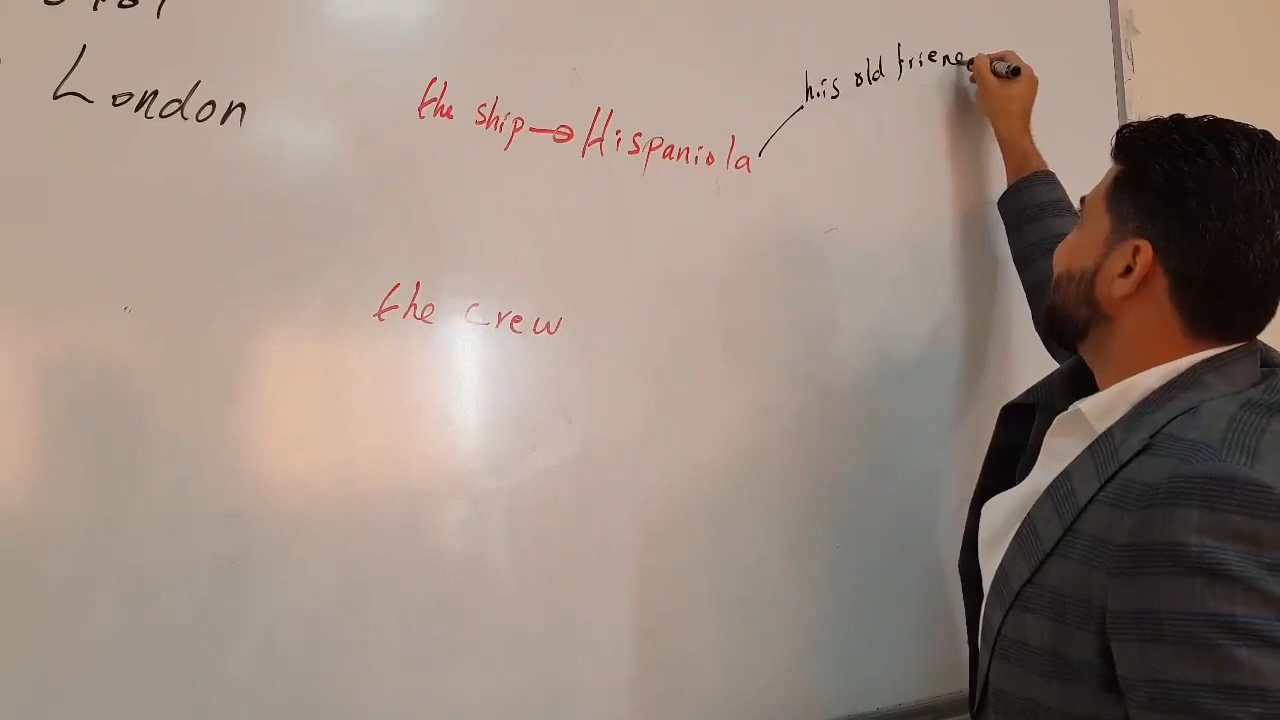 London
the ship → Hispaniola
his old friend
the crew